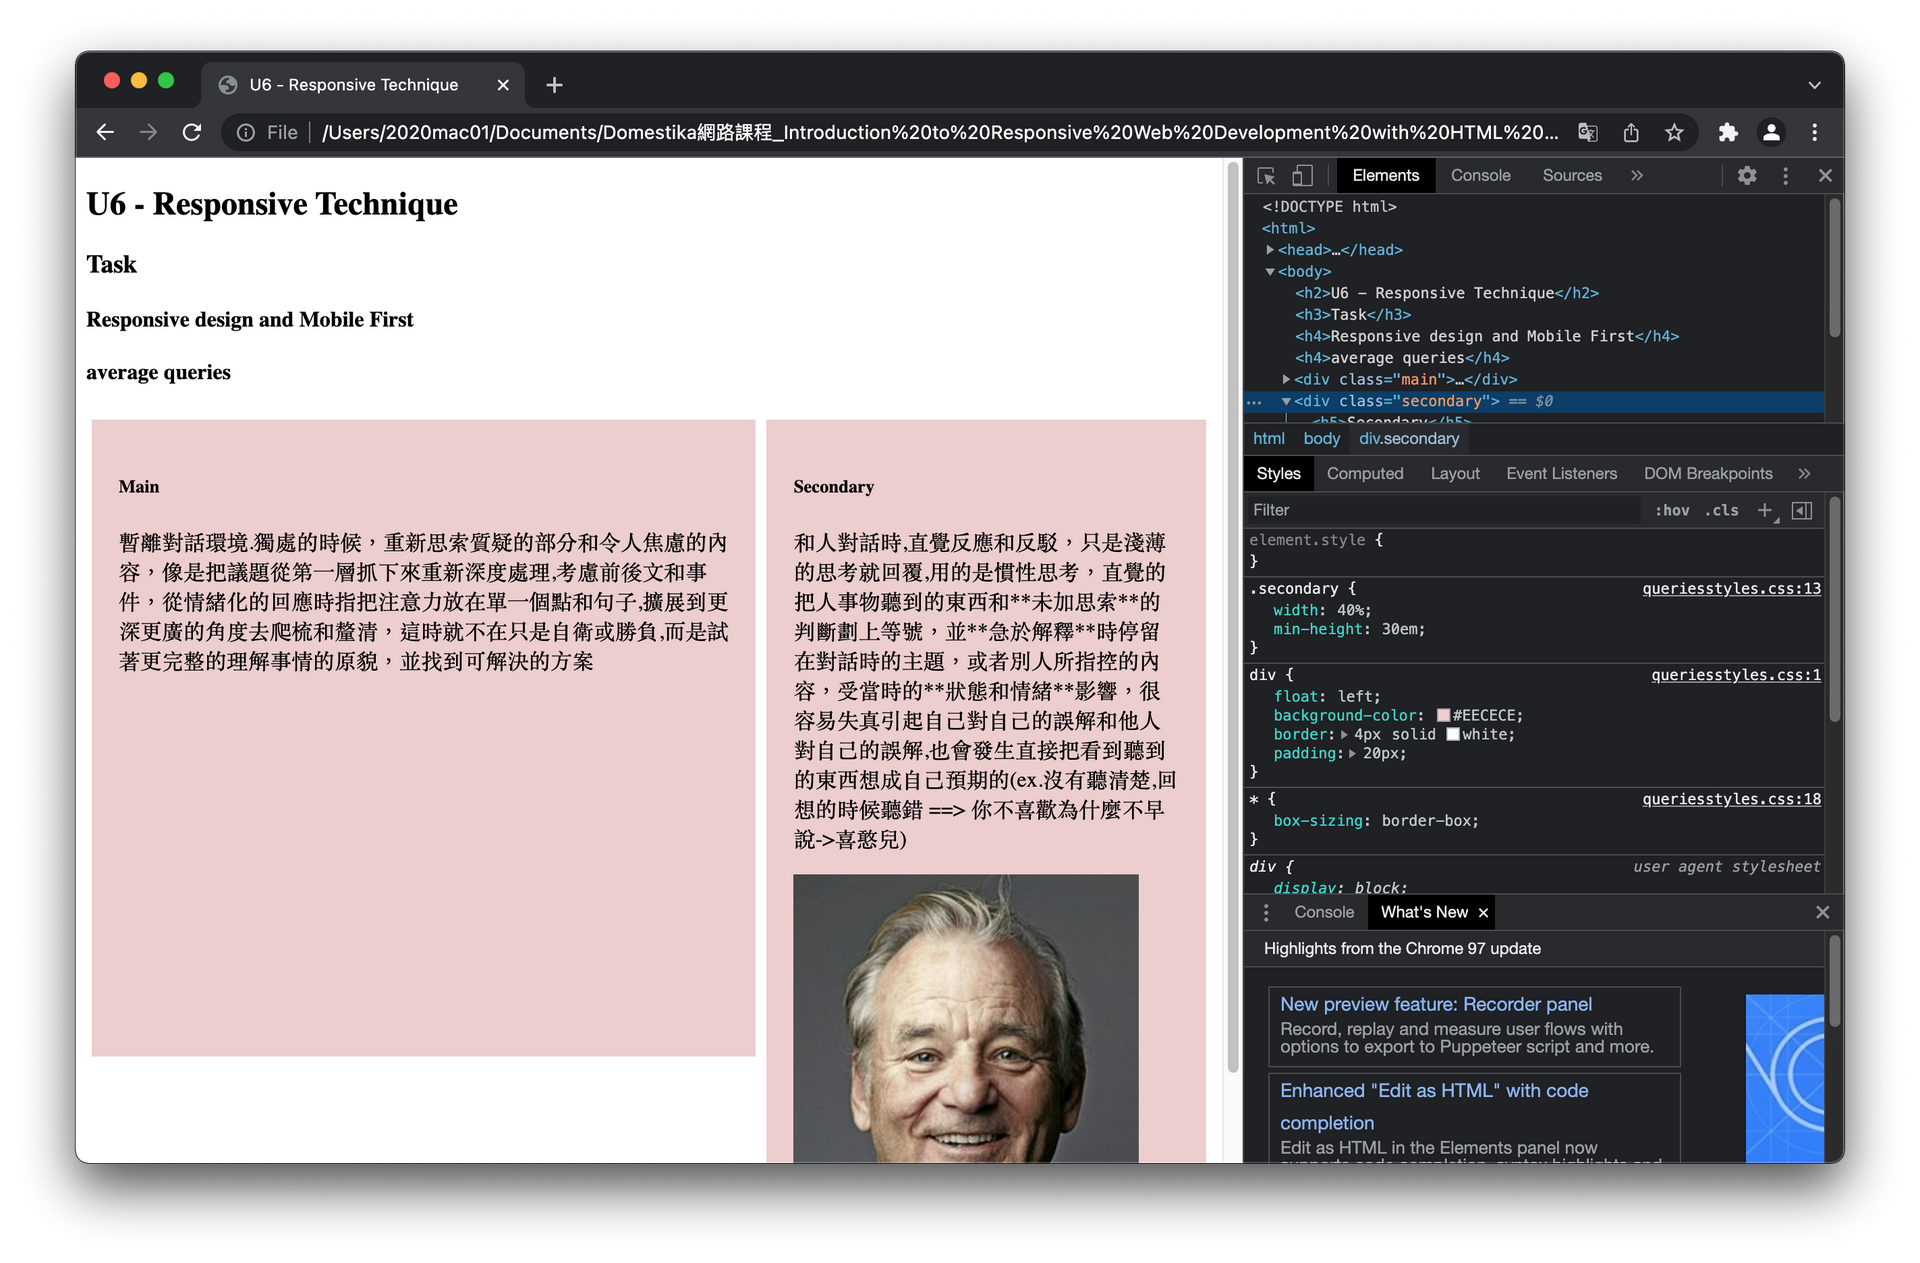 U6 - Responsive Technique
File
/Users/2020mac01/Documents/Domestika網路課程_Introduction%20to%20Responsive%20Web%20Development%20with%20HTML%20...
U6 - Responsive Technique
Task
Responsive design and Mobile First
average queries
Main
暫離對話環境.獨處的時候，重新思索質疑的部分和令人焦慮的內
容，像是把議題從第一層抓下來重新深度處理,考慮前後文和事
件，從情緒化的回應時指把注意力放在單一個點和句子,擴展到更
深更廣的角度去爬梳和釐清，這時就不在只是自衛或勝負,而是試
著更完整的理解事情的原貌，並找到可解決的方案
Secondary
和人對話時,直覺反應和反駁，只是淺薄
的思考就回覆,用的是慣性思考，直覺的
把人事物聽到的東西和**未加思索**的
判斷劃上等號，並**急於解釋**時停留
在對話時的主題，或者別人所指控的內
容，受當時的**狀態和情緒**影響，很
容易失真引起自己對自己的誤解和他人
對自己的誤解,也會發生直接把看到聽到
的東西想成自己預期的(ex.沒有聽清楚,回
想的時候聽錯 ==> 你不喜歡為什麼不早
說->喜憨兒)
Elements Console Sources »
<!DOCTYPE html>
<html>
<head>…</head>
<body>
<h2>U6 - Responsive Technique</h2>
<h3>Task</h3>
<h4>Responsive design and Mobile First</h4>
<h4>average queries</h4>
<div class="main">…</div>
<div class="secondary"> == $0
<h5>Secondary</h5>
html body div.secondary
Styles Computed Layout Event Listeners DOM Breakpoints »
Filter :hov .cls +
element.style {
}
.secondary { queriesstyles.css:13
width: 40%;
min-height: 30em;
}
div { queriesstyles.css:1
float: left;
background-color: #EECECE;
border: 4px solid white;
padding: 20px;
}
* { queriesstyles.css:18
box-sizing: border-box;
}
div { user agent stylesheet
display: block;
Console What's New
Highlights from the Chrome 97 update
New preview feature: Recorder panel
Record, replay and measure user flows with
options to export to Puppeteer script and more.
Enhanced "Edit as HTML" with code
completion
Edit as HTML in the Elements panel now
supports code completion, syntax highlights and